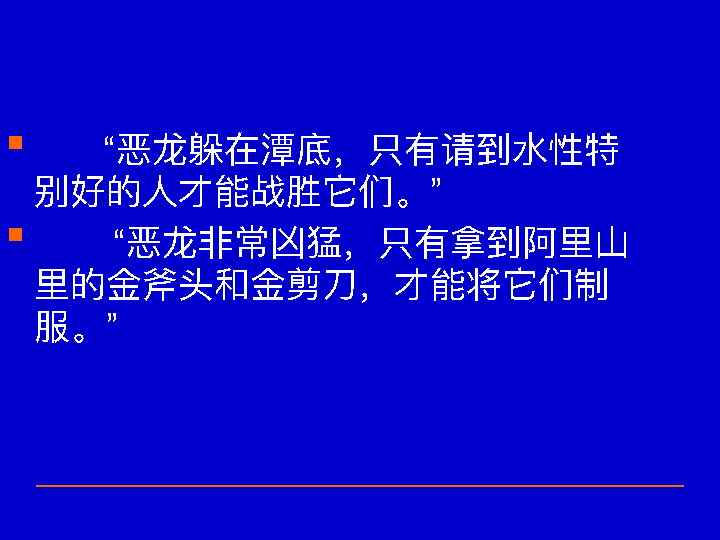 “恶龙躲在潭底，只有请到水性特
别好的人才能战胜它们。”
“恶龙非常凶猛，只有拿到阿里山
里的金斧头和金剪刀，才能将它们制
服。”